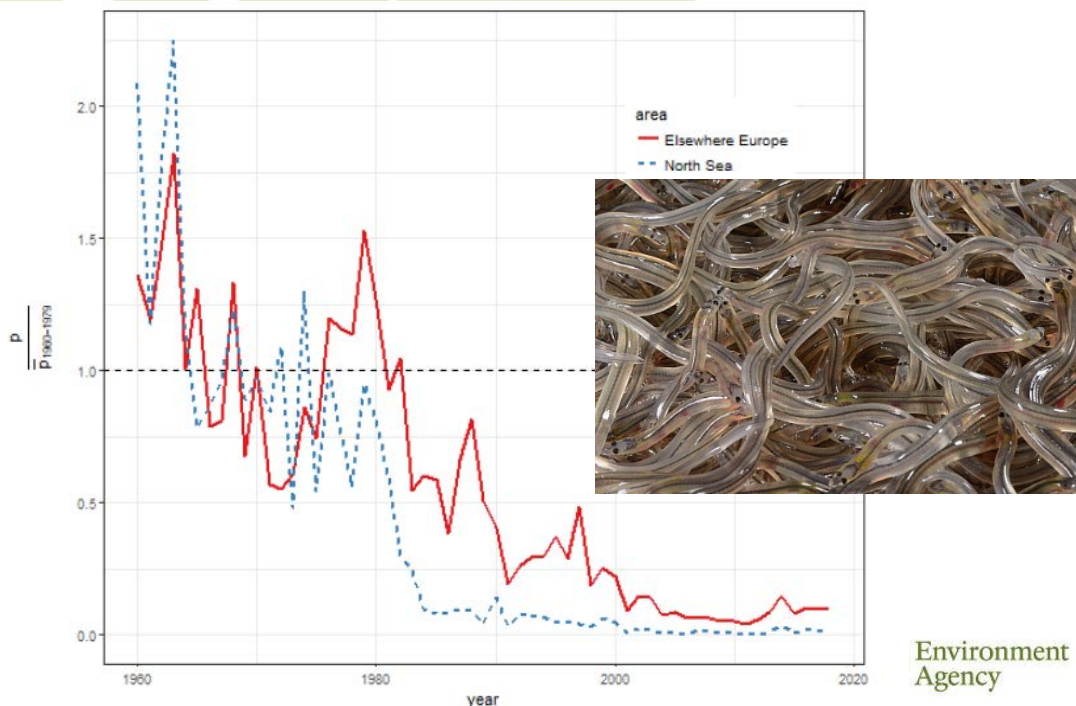 2.0
1.5
1.0
0.5
0.0
p
p̄1960–1979
area
Elsewhere Europe
North Sea
1960
1980
2000
2020
year
Environment
Agency